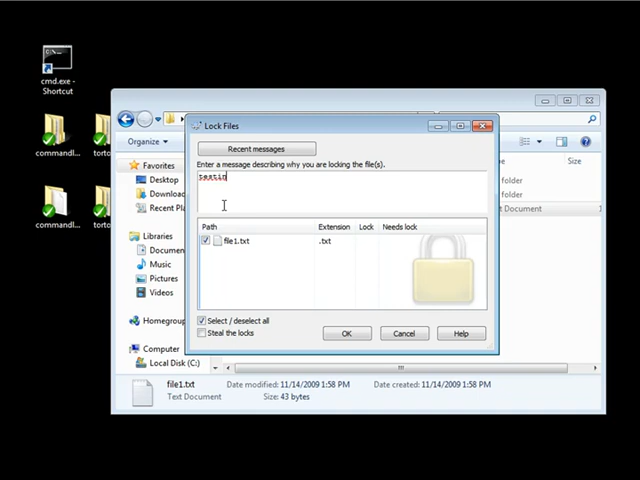 cmd.exe -
Shortcut
commandl...
torto
commandl...
torto
Organize
Size
Favorites
Desktop
Download
Recent Pla
Libraries
Documen
Music
Pictures
Videos
Homegroup
Computer
Local Disk (C:)
folder
folder
t Document
1
Lock Files
Recent messages
Enter a message describing why you are locking the file(s).
testin
Path Extension Lock Needs lock
file1.txt .txt
Select / deselect all
Steal the locks
OK Cancel Help
file1.txt Date modified: 11/14/2009 1:58 PM Date created: 11/14/2009 1:58 PM
Text Document Size: 43 bytes